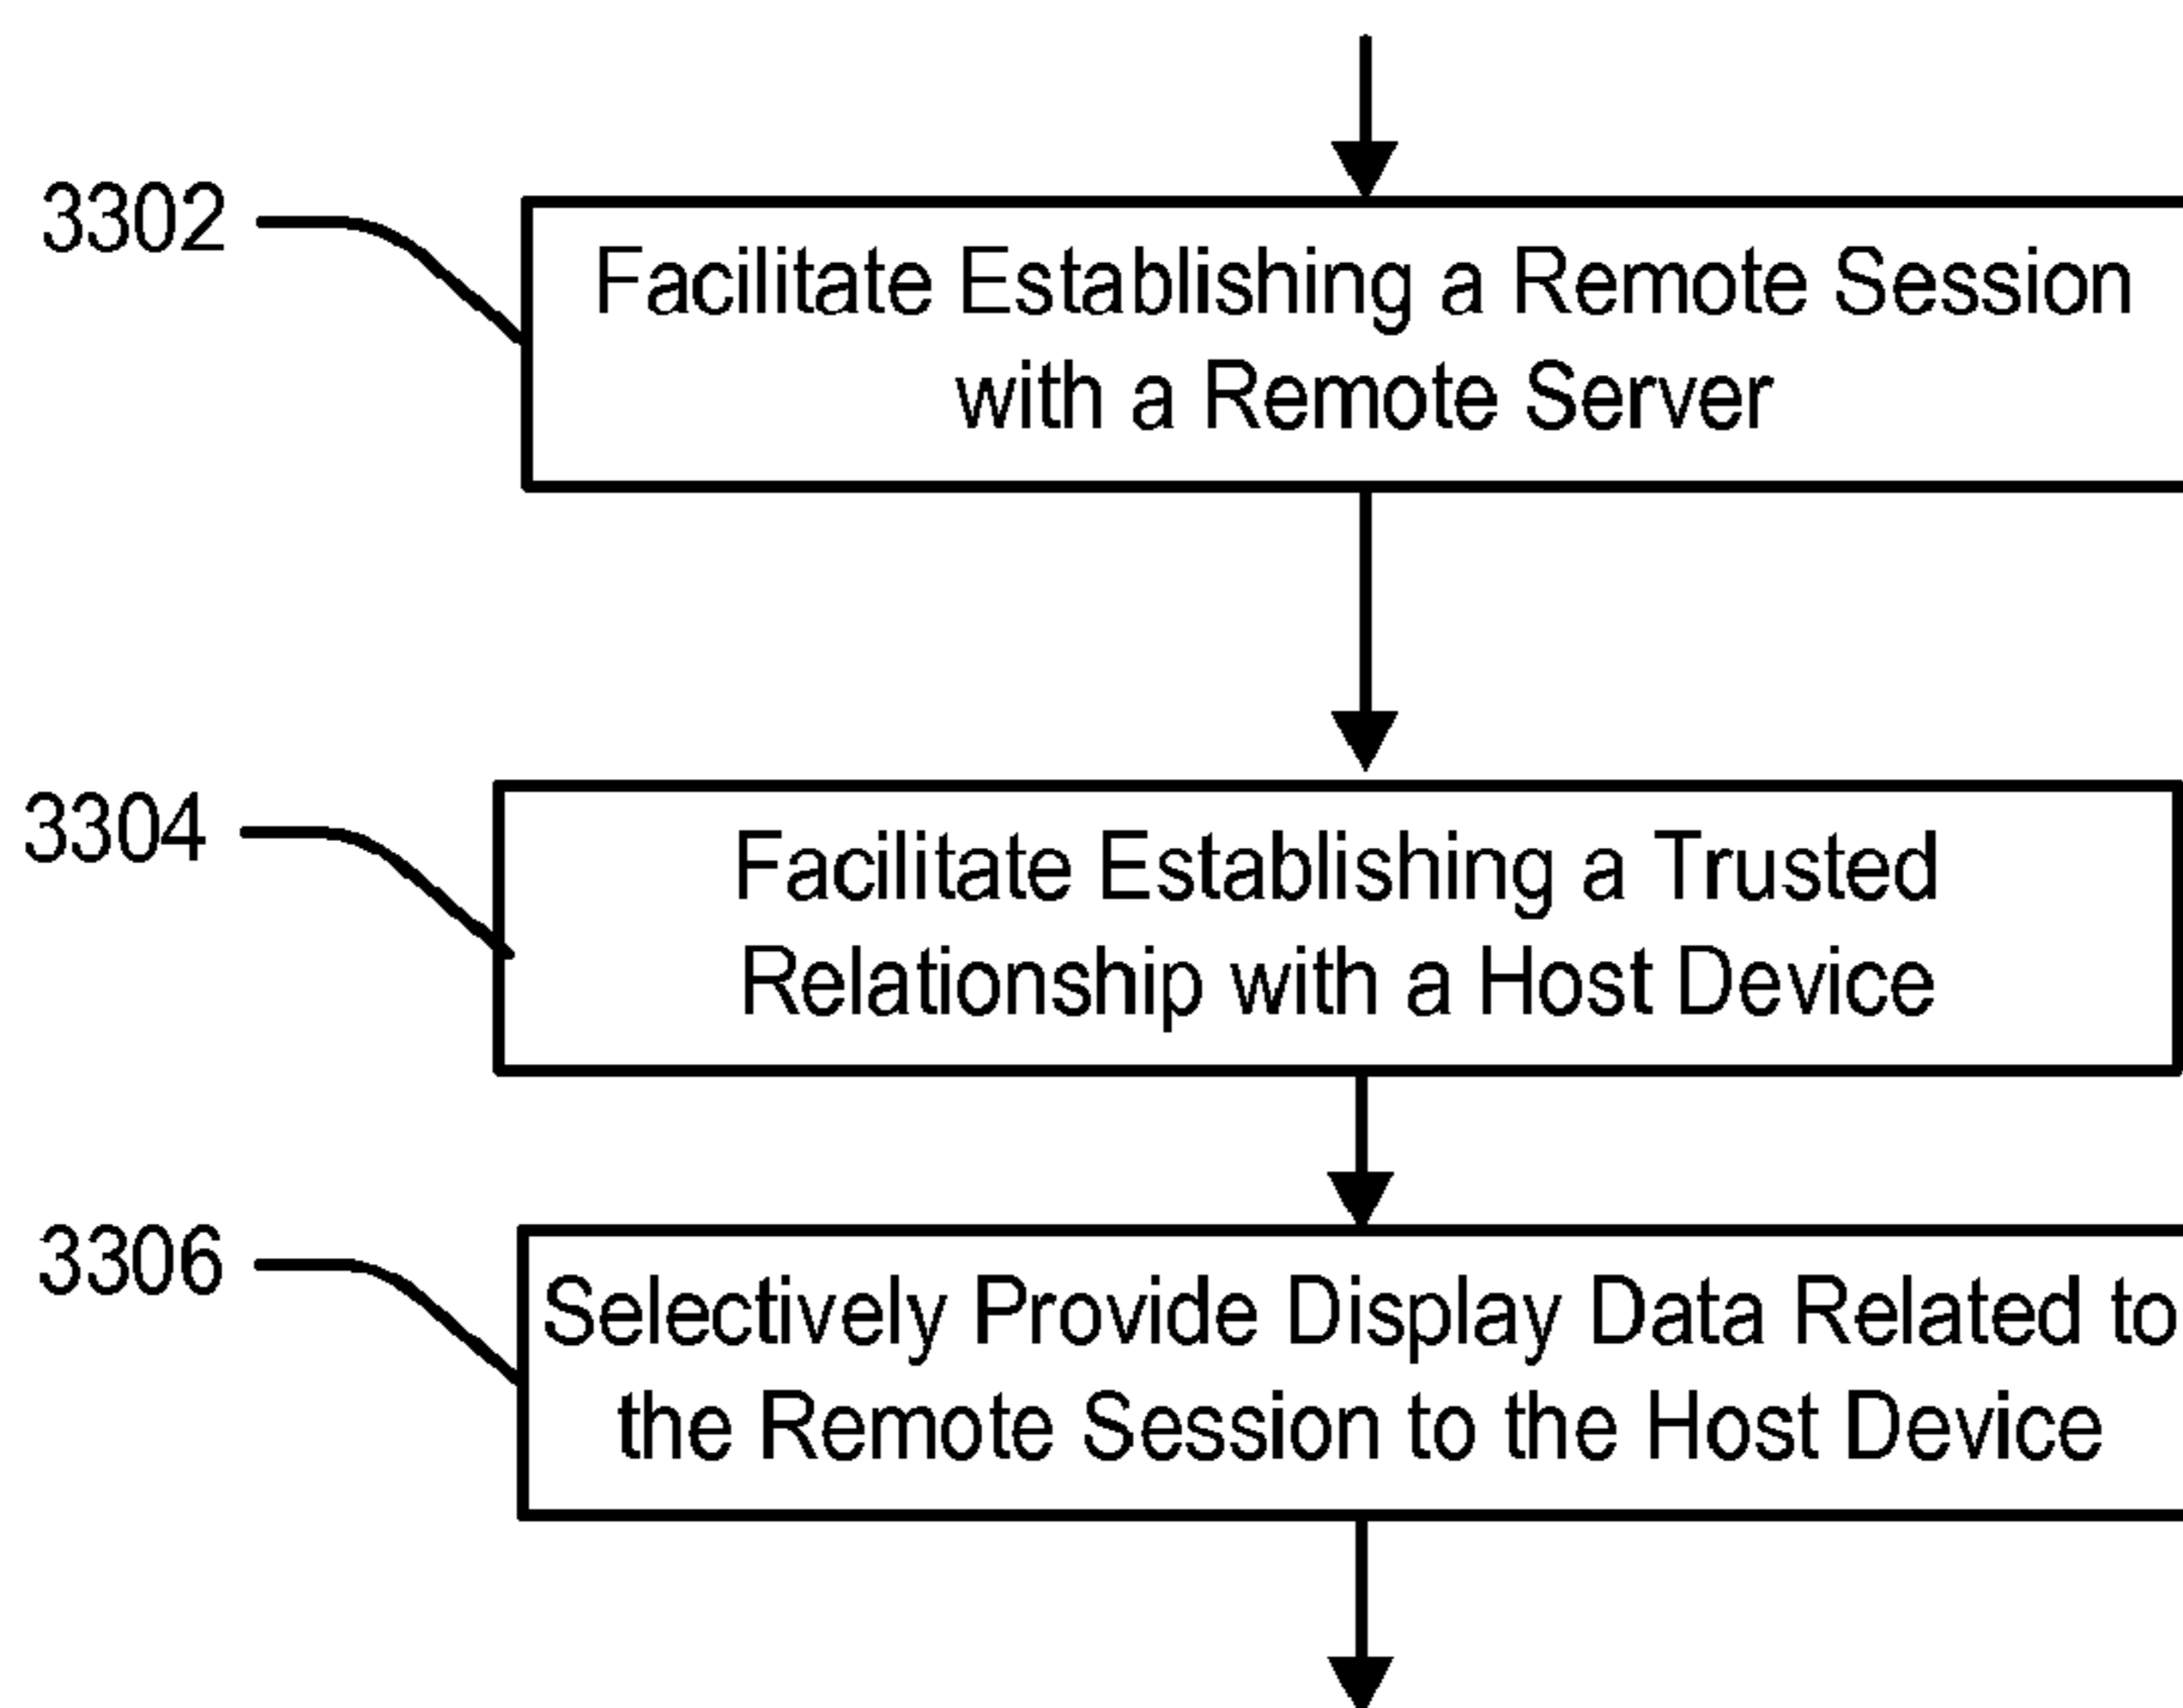 3302
Facilitate Establishing a Remote Session
with a Remote Server
3304
Facilitate Establishing a Trusted
Relationship with a Host Device
3306
Selectively Provide Display Data Related to
the Remote Session to the Host Device